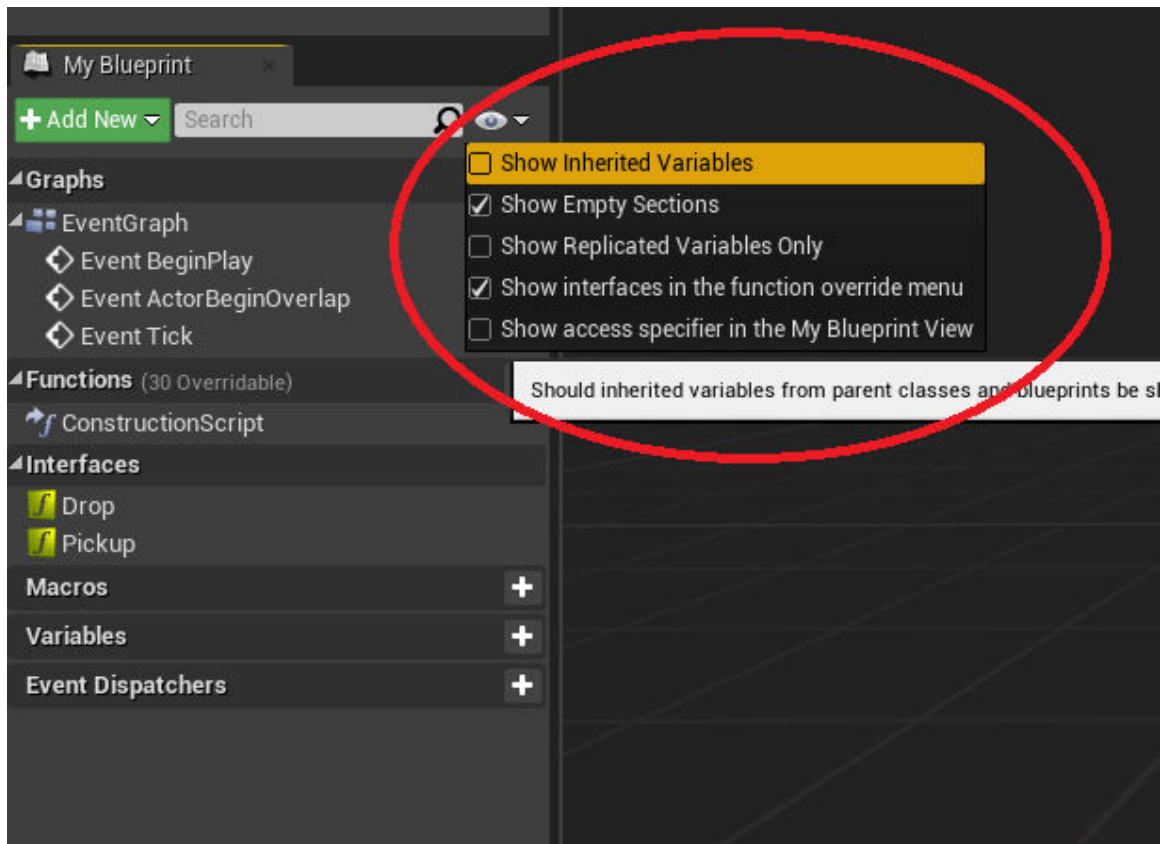 My Blueprint
Add New Search
Show Inherited Variables
Graphs
Show Empty Sections
EventGraph
Show Replicated Variables Only
Event BeginPlay
Show interfaces in the function override menu
Event ActorBeginOverlap
Show access specifier in the My Blueprint View
Event Tick
Functions (30 Overridable)
Should inherited variables from parent classes and blueprints be
ConstructionScript
Interfaces
Drop
Pickup
Macros
Variables
Event Dispatchers